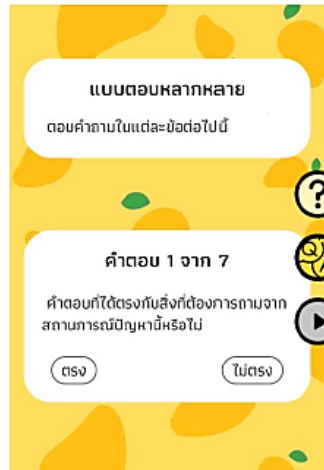 แบบตอบหลากหลาย
ตอบคำถามในแต่ละข้อต่อไปนี้
?
คำตอบ 1 จาก 7
คำตอบที่ได้ตรงกับสิ่งที่ต้องการถามจาก
สถานการณ์ปัญหานี้หรือไม่
ตรง ไม่ตรง